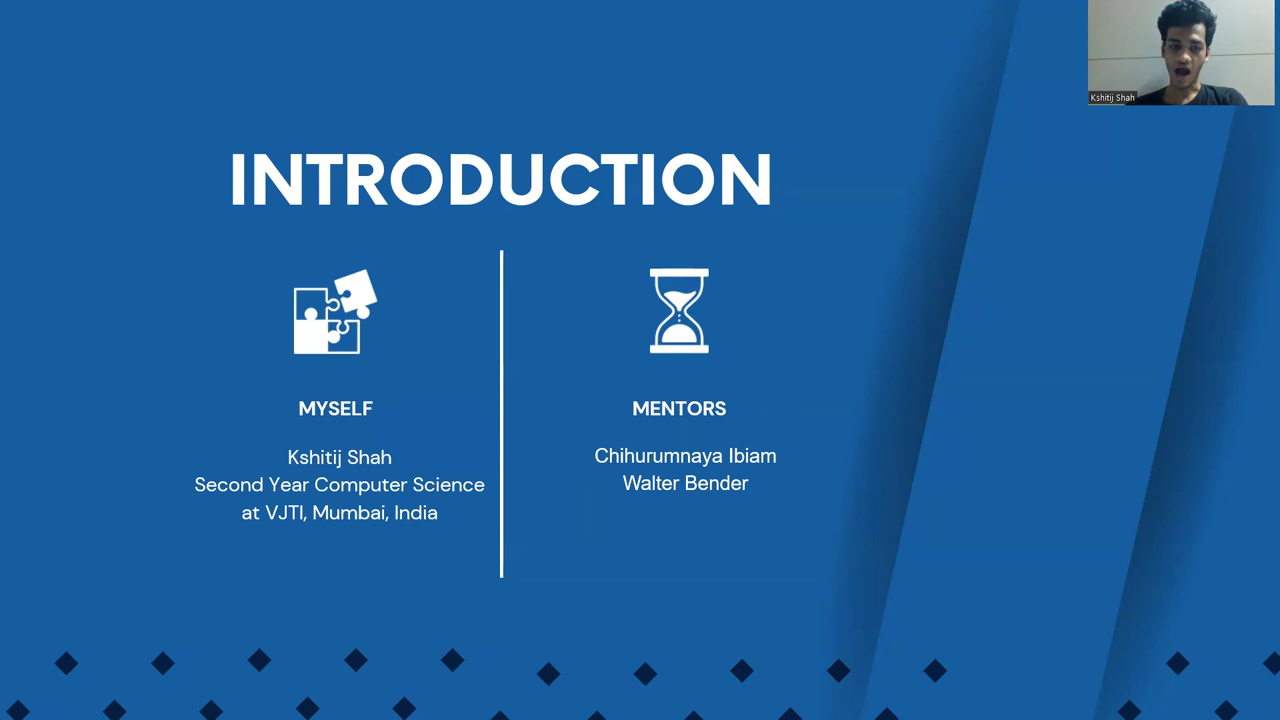 Kshitij Shah
INTRODUCTION
MYSELF
Kshitij Shah
Second Year Computer Science
at VJTI, Mumbai, India
MENTORS
Chihurumnaya Ibiam
Walter Bender